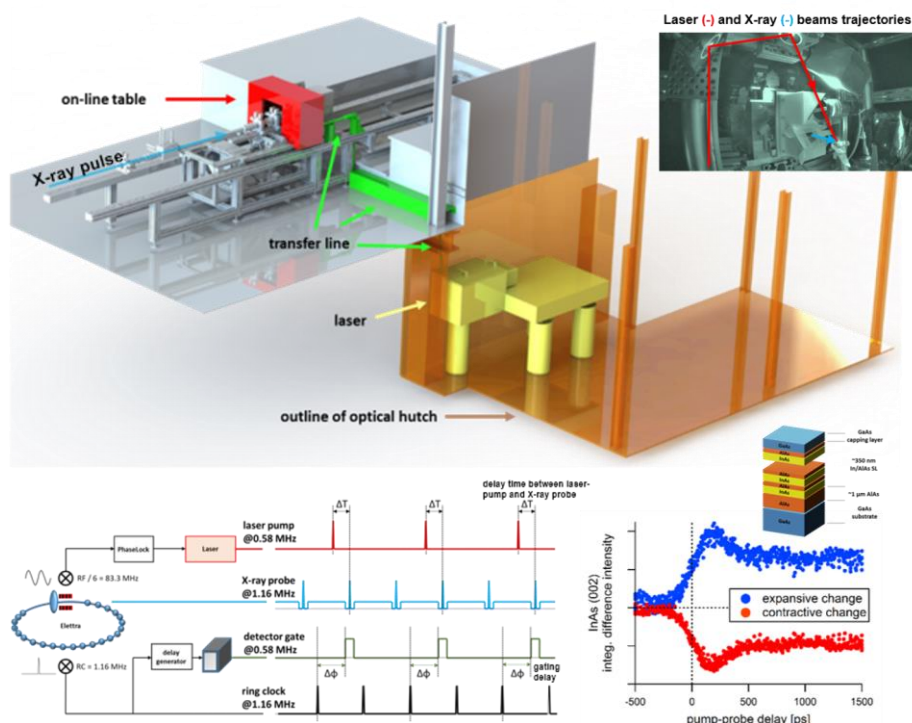 Laser (-) and X-ray (-) beams trajectories
on-line table
X-ray pulse
transfer line
laser
outline of optical hutch
GaAs
capping layer
~350 nm
In/AlAs SL
~1 μm AlAs
GaAs
substrate
GaAs
AlAs
InAs
AlAs
InAs
AlAs
InAs
AlAs
GaAs
delay time between laser-
pump and X-ray probe
ΔT
ΔT
ΔT
laser pump
@0.58 MHz
PhaseLock
Laser
RF / 6 = 83.3 MHz
X-ray probe
@1.16 MHz
Elettra
detector gate
@0.58 MHz
delay
generator
RC = 1.16 MHz
gating
delay
Δϕ
Δϕ
Δϕ
ring clock
@1.16 MHz
InAs (002)
integ. difference intensity
expansive change
contractive change
-500
0
500
1000
1500
pump-probe delay [ps]